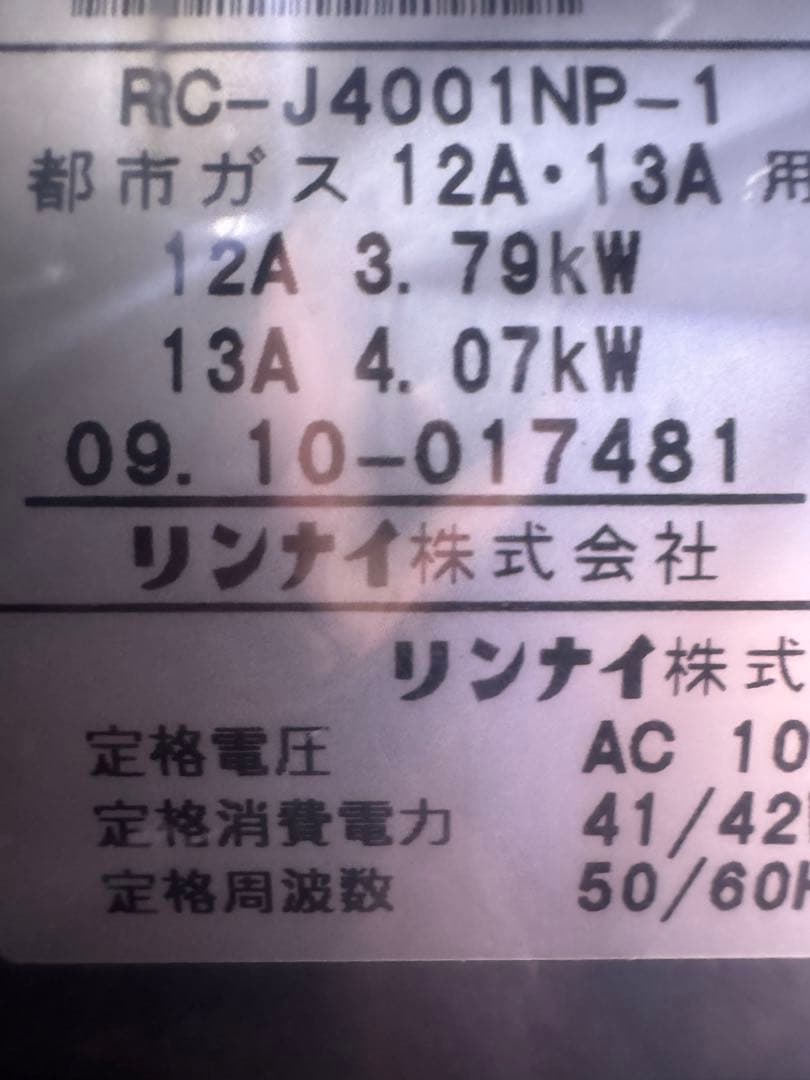 RC-J4001NP-1
都市ガス 12A・13A 用
12A 3.79kW
13A 4.07kW
09.10-017481
リンナイ株式会社
リンナイ株式
定格電圧 AC 10
定格消費電力 41/42
定格周波数 50/60H